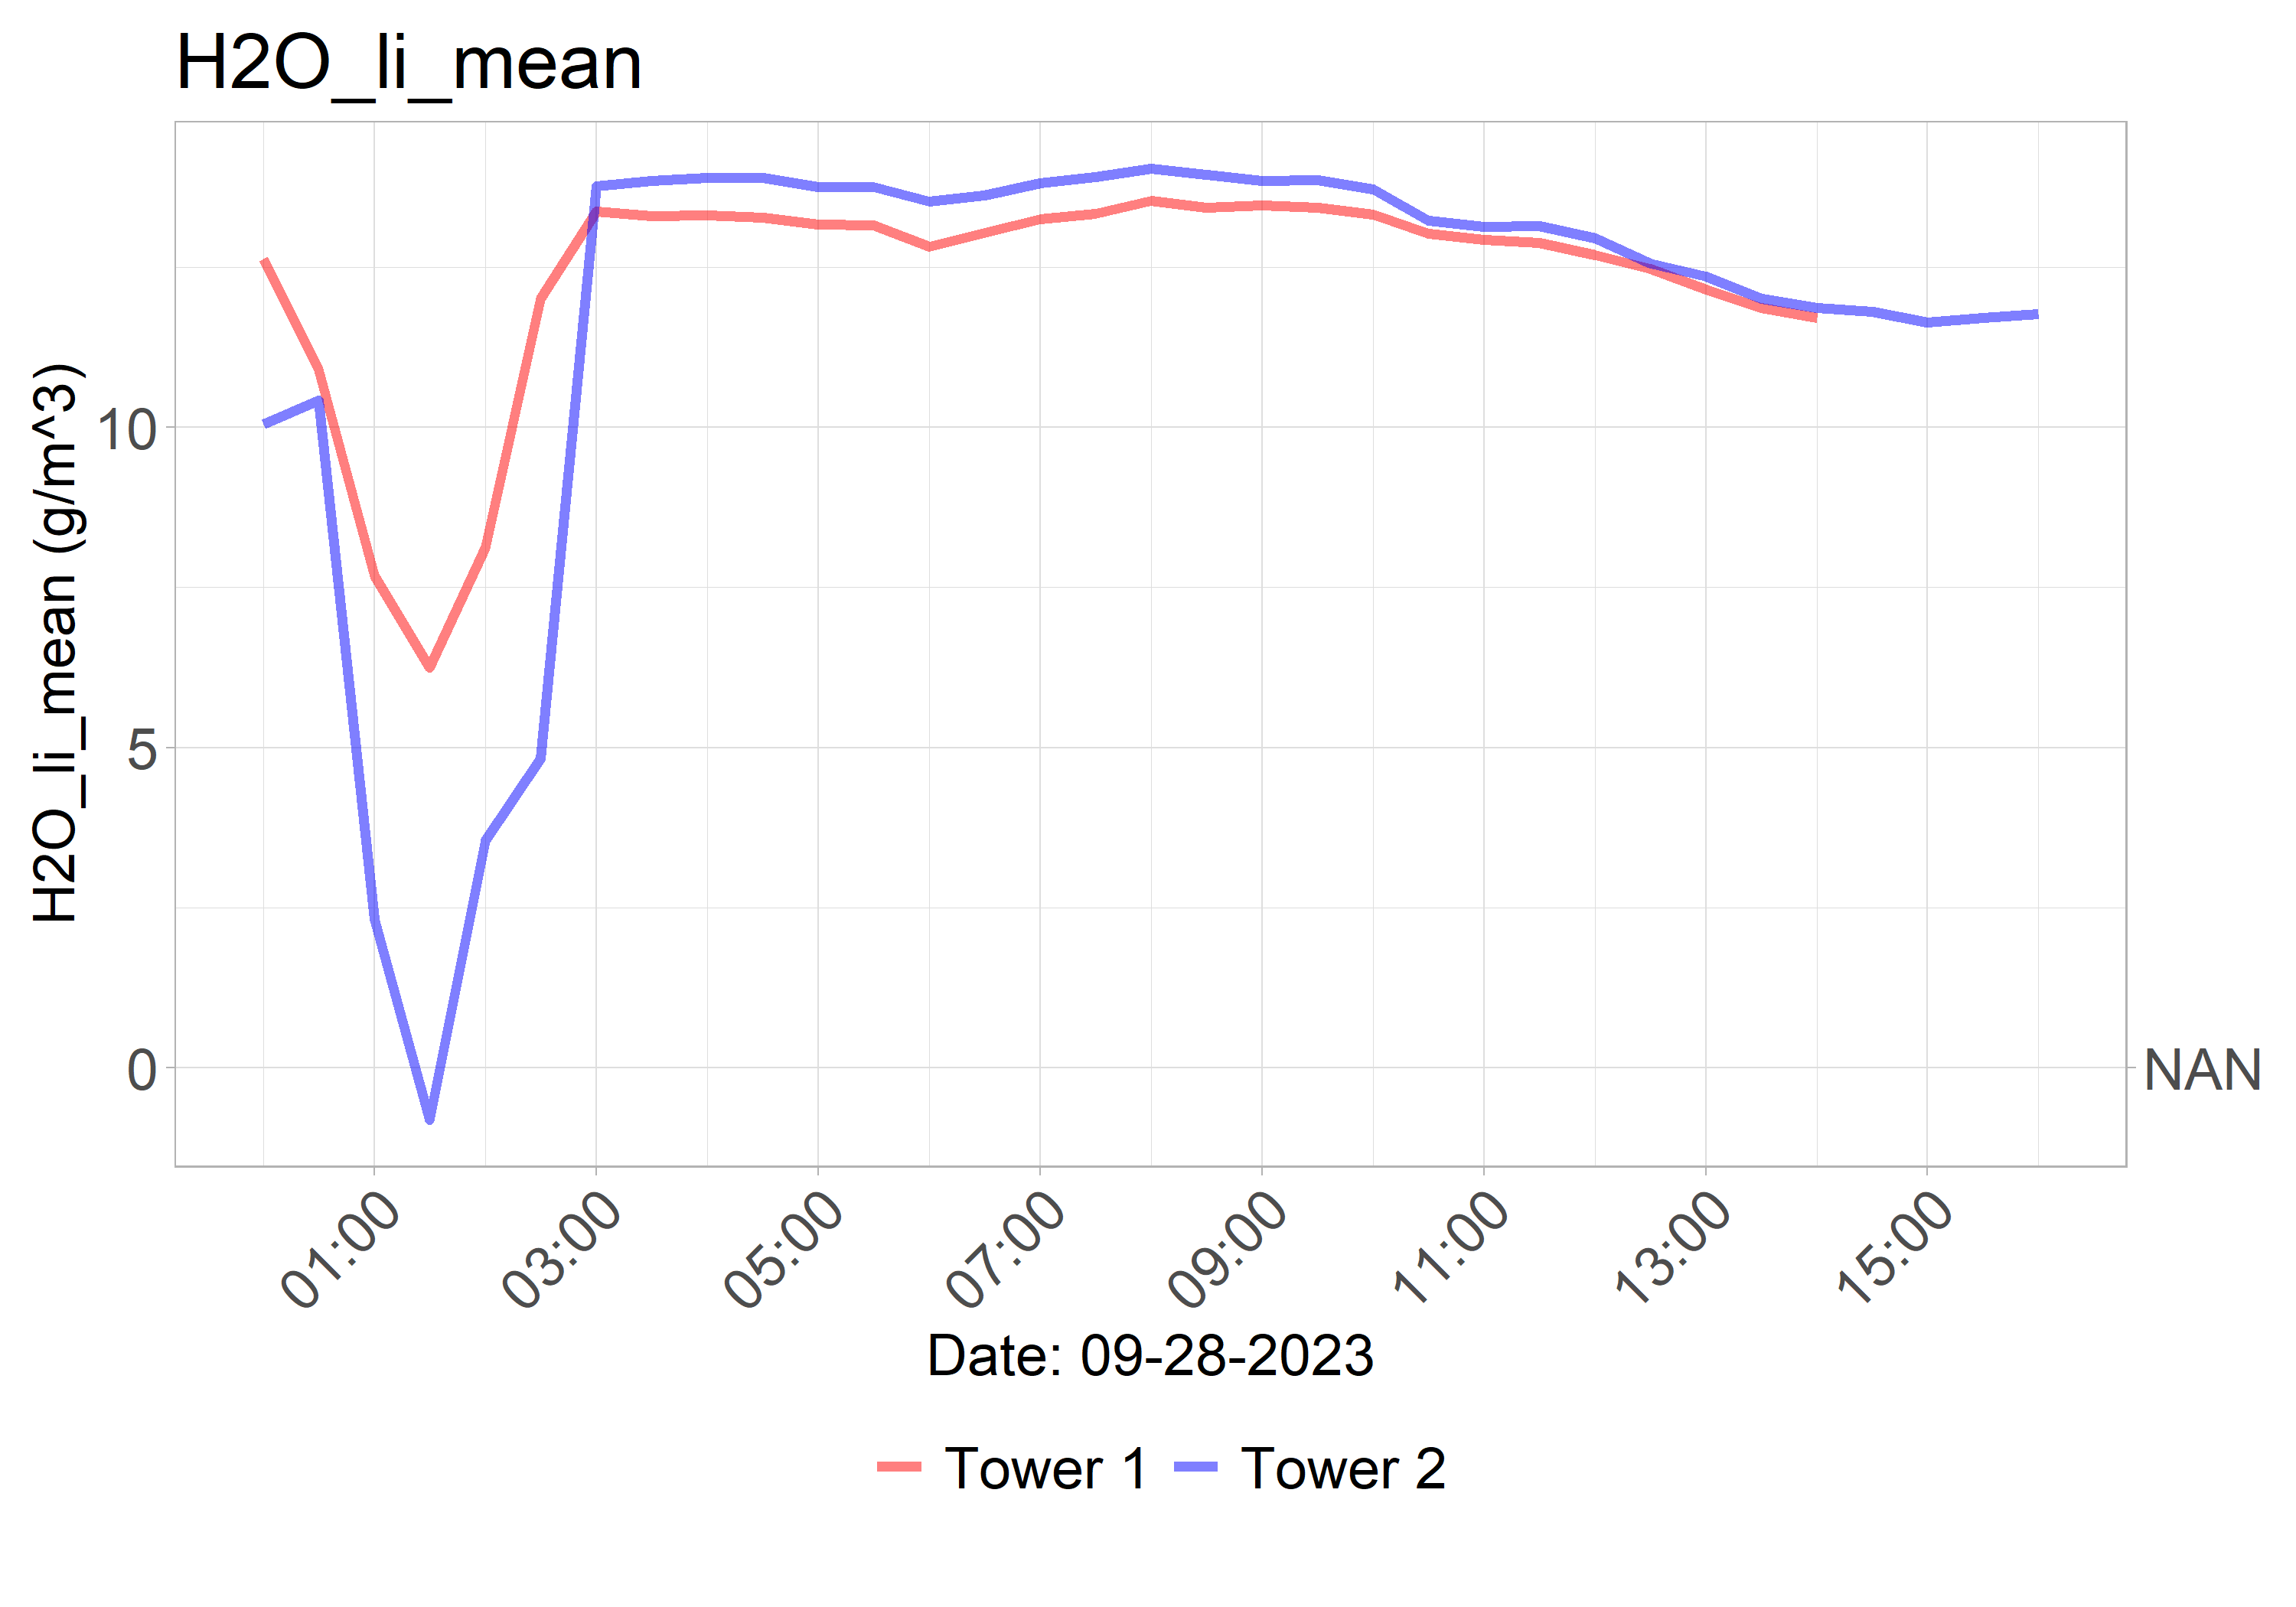 H2O_li_mean
H2O_li_mean (g/m^3)
10
5
0
NAN
01:00
03:00
05:00
07:00
09:00
11:00
13:00
15:00
Date: 09-28-2023
Tower 1
Tower 2